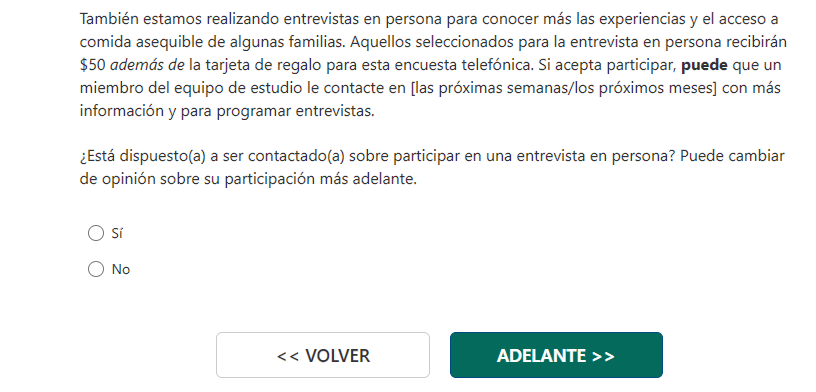 También estamos realizando entrevistas en persona para conocer más las experiencias y el acceso a
comida asequible de algunas familias. Aquellos seleccionados para la entrevista en persona recibirán
$50 además de la tarjeta de regalo para esta encuesta telefónica. Si acepta participar, puede que un
miembro del equipo de estudio le contacte en [las próximas semanas/los próximos meses] con más
información y para programar entrevistas.
¿Está dispuesto(a) a ser contactado(a) sobre participar en una entrevista en persona? Puede cambiar
de opinión sobre su participación más adelante.
Sí
No
<< VOLVER
ADELANTE >>